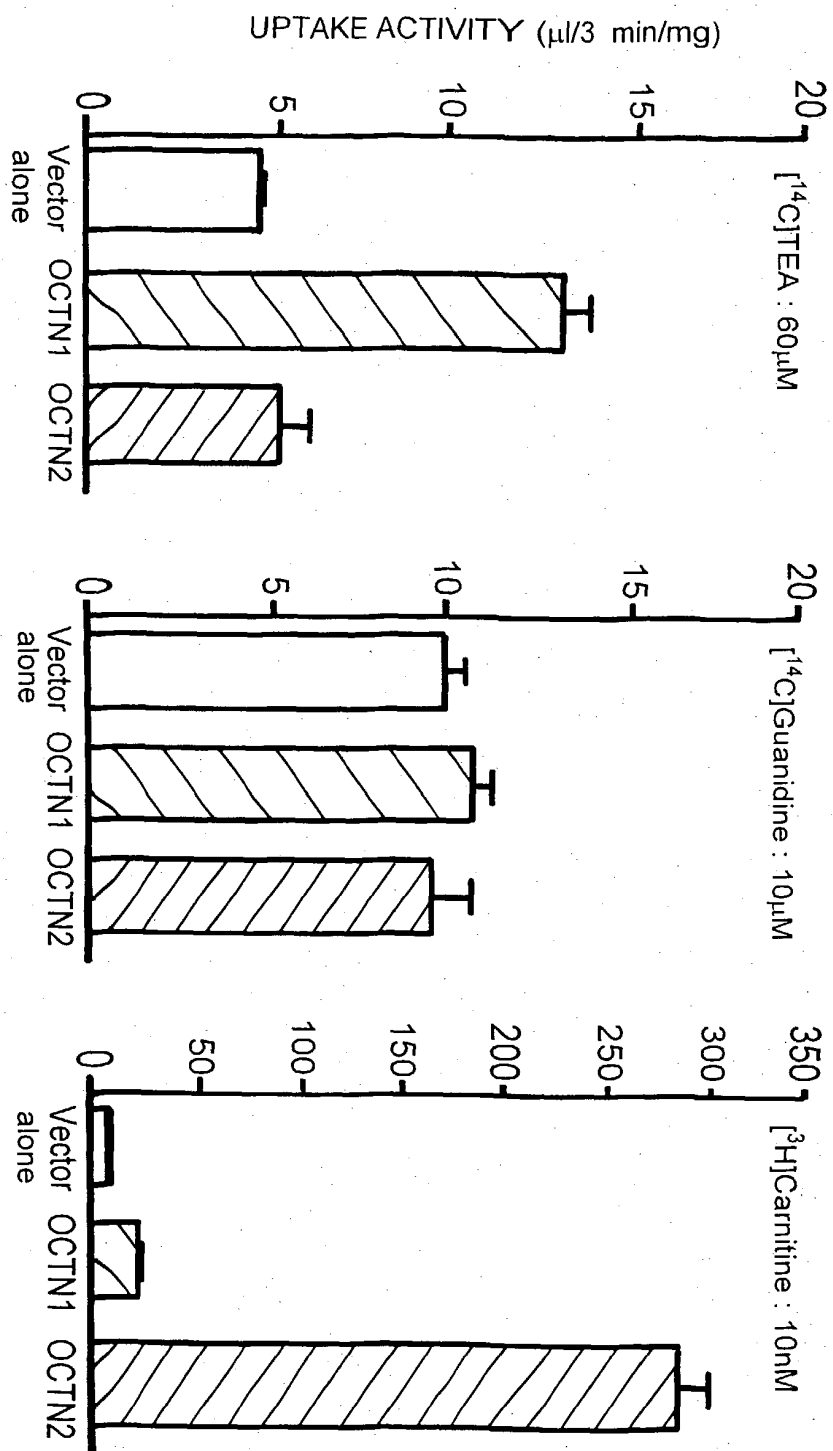 UPTAKE ACTIVITY (μl/3 min/mg)
[¹⁴C]TEA : 60μM
20
15
10
5
0
Vector alone
OCTN1
OCTN2
[¹⁴C]Guanidine : 10μM
20
15
10
5
0
Vector alone
OCTN1
OCTN2
[³H]Carnitine : 10nM
350
300
250
200
150
100
50
0
Vector alone
OCTN1
OCTN2